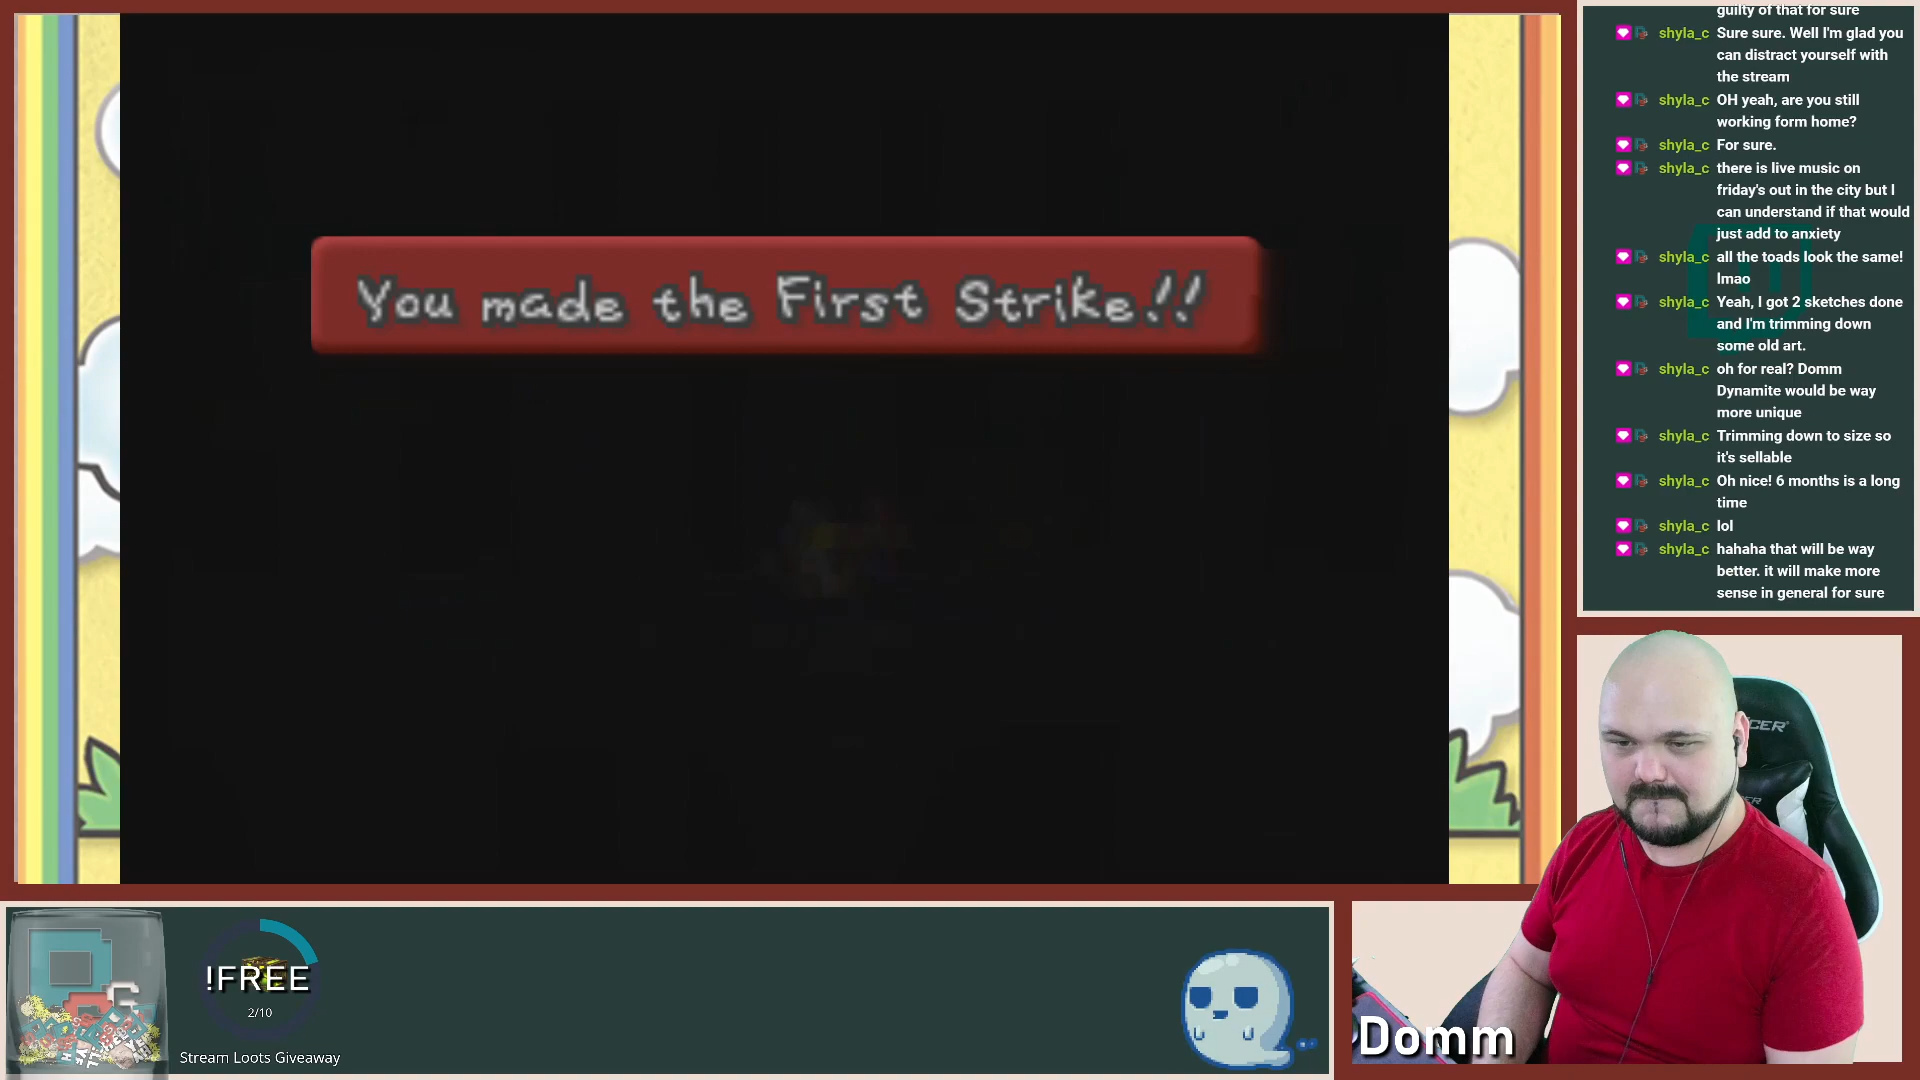 You made the First Strike!!
guilty of that for sure
shyla_c Sure sure. Well I'm glad you
can distract yourself with
the stream
shyla_c OH yeah, are you still
working form home?
shyla_c For sure.
shyla_c there is live music on
friday's out in the city but I
can understand if that would
just add to anxiety
shyla_c all the toads look the same!
lmao
shyla_c Yeah, I got 2 sketches done
and I'm trimming down
some old art.
shyla_c oh for real? Domm
Dynamite would be way
more unique
shyla_c Trimming down to size so
it's sellable
shyla_c Oh nice! 6 months is a long
time
shyla_c lol
shyla_c hahaha that will be way
better. it will make more
sense in general for sure
!FREE
2/10
Stream Loots Giveaway
Domm